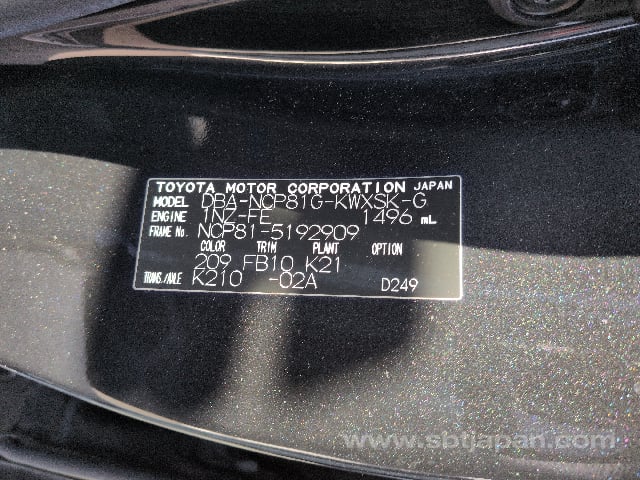 TOYOTA MOTOR CORPORATION JAPAN
MODEL DBA-NCP81G-KWXSK-G
ENGINE 1NZ-FE 1496 mL
FRAME No. NCP81-5192909
COLOR TRIM PLANT OPTION
209 FB10 K21
TRANS./AXLE K210 -02A D249
www.sbtjapan.com